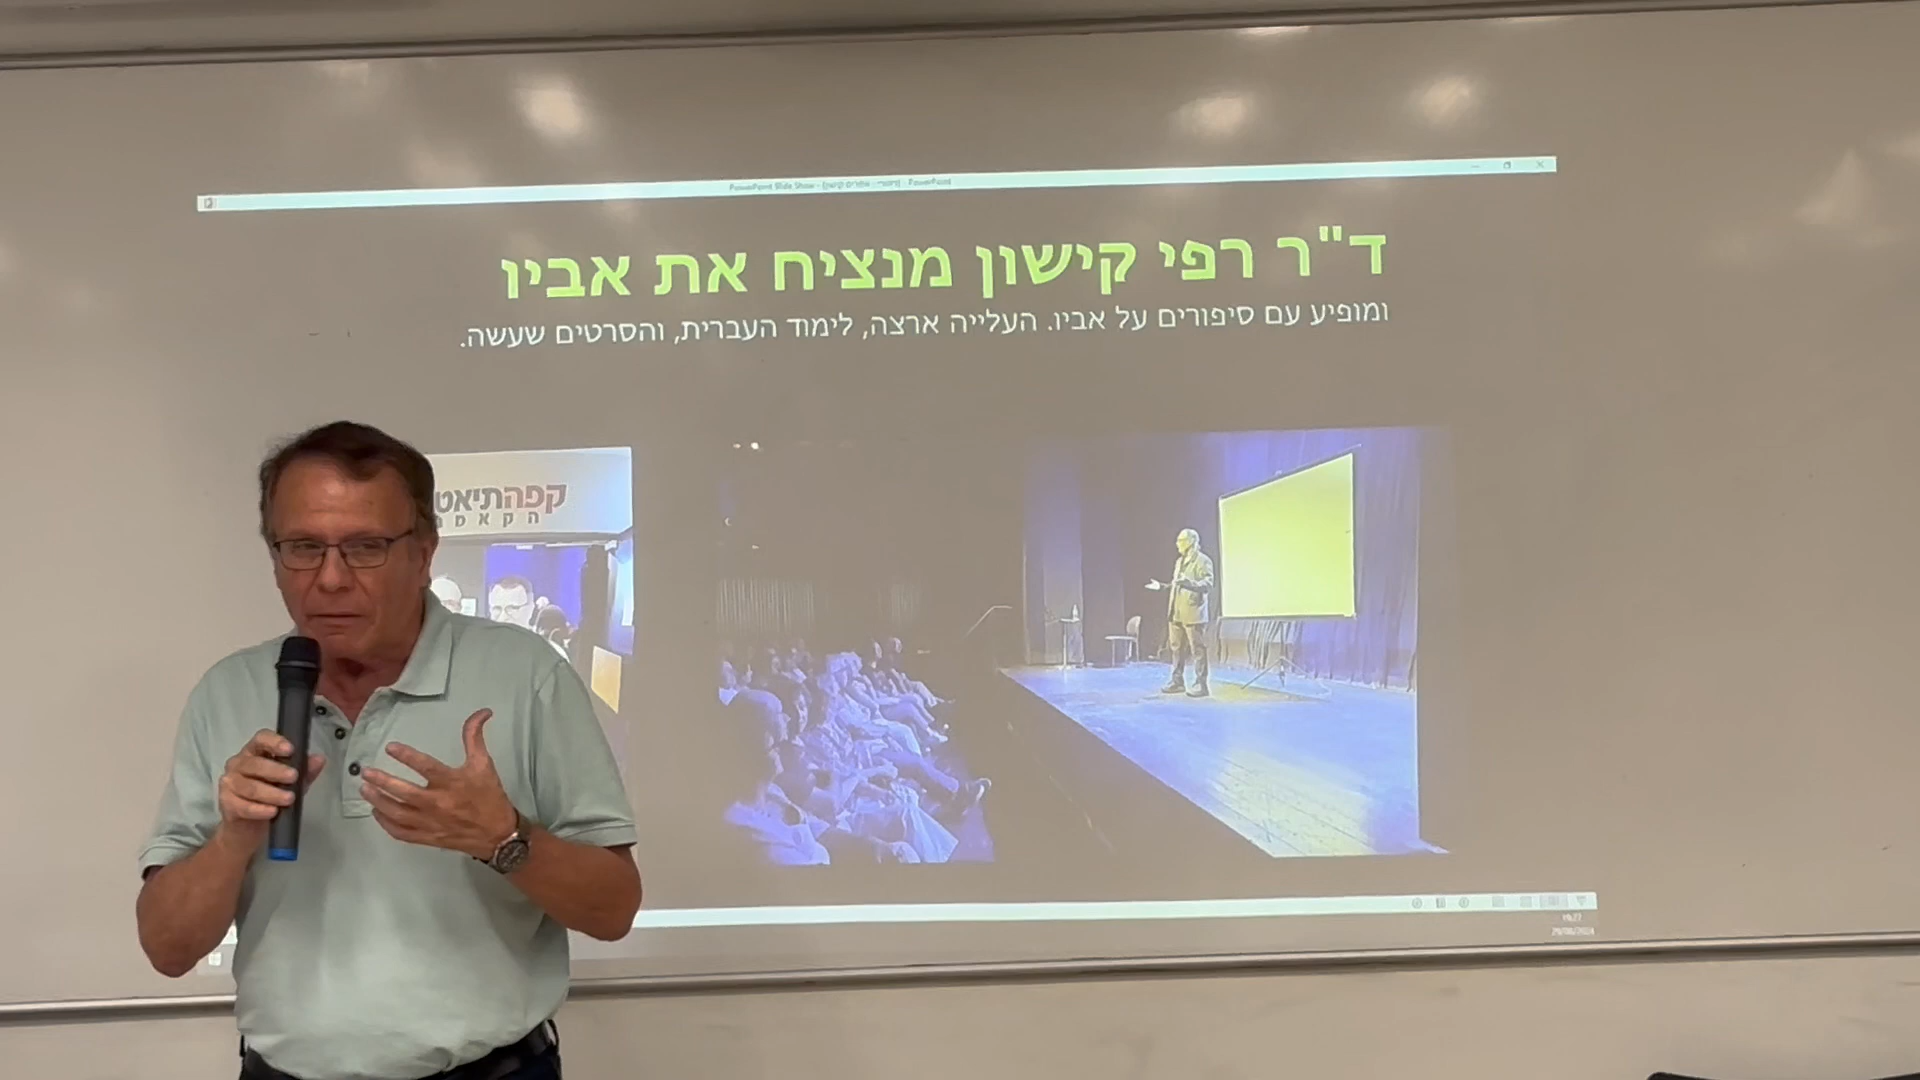 ד"ר רפי קישון מנציח את אביו
ומופיע עם סיפורים על אביו. העלייה ארצה, לימוד העברית, והסרטים שעשה.
קפהתיאט